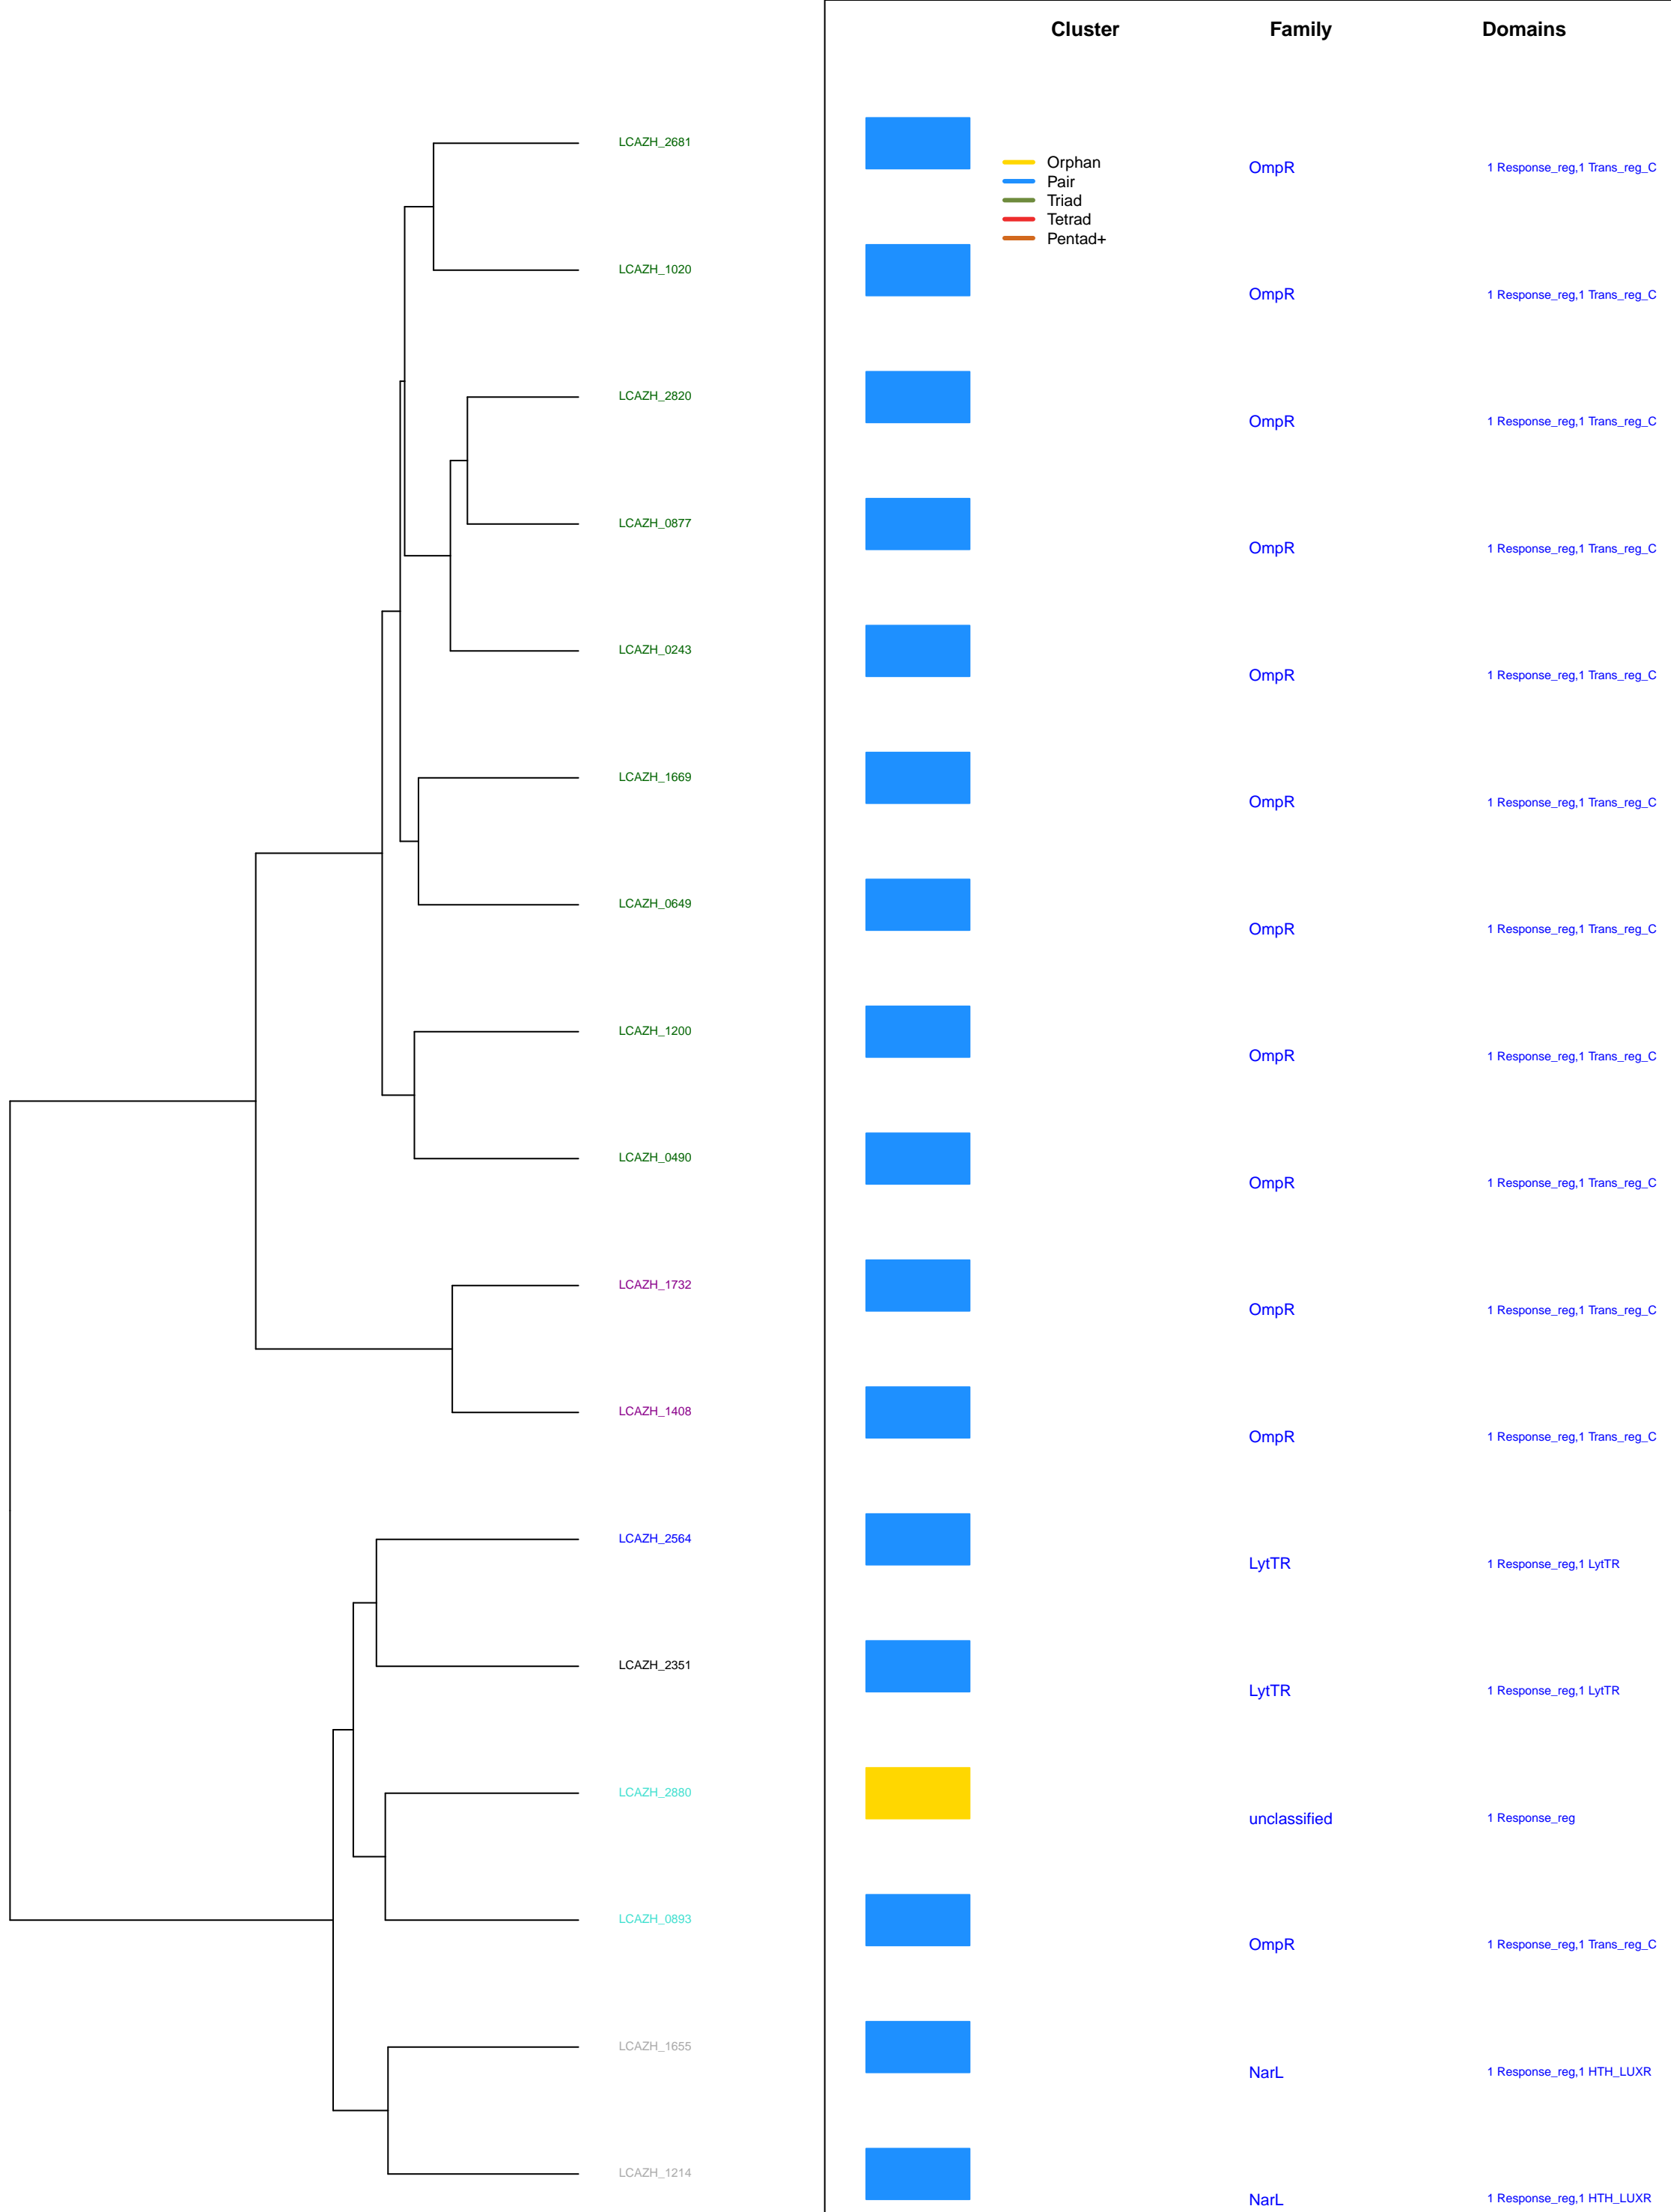 Cluster Family Domains
LCAZH_2681
Orphan
OmpR 1 Response_reg,1 Trans_reg_C
Pair
Triad
Tetrad
Pentad+
LCAZH_1020
OmpR 1 Response_reg,1 Trans_reg_C
LCAZH_2820
OmpR 1 Response_reg,1 Trans_reg_C
LCAZH_0877
OmpR 1 Response_reg,1 Trans_reg_C
LCAZH_0243
OmpR 1 Response_reg,1 Trans_reg_C
LCAZH_1669
OmpR 1 Response_reg,1 Trans_reg_C
LCAZH_0649
OmpR 1 Response_reg,1 Trans_reg_C
LCAZH_1200
OmpR 1 Response_reg,1 Trans_reg_C
LCAZH_0490
OmpR 1 Response_reg,1 Trans_reg_C
LCAZH_1732
OmpR 1 Response_reg,1 Trans_reg_C
LCAZH_1408
OmpR 1 Response_reg,1 Trans_reg_C
LCAZH_2564
LytTR 1 Response_reg,1 LytTR
LCAZH_2351
LytTR 1 Response_reg,1 LytTR
LCAZH_2880
unclassified 1 Response_reg
LCAZH_0893
OmpR 1 Response_reg,1 Trans_reg_C
LCAZH_1655
NarL 1 Response_reg,1 HTH_LUXR
LCAZH_1214
NarL 1 Response_reg,1 HTH_LUXR